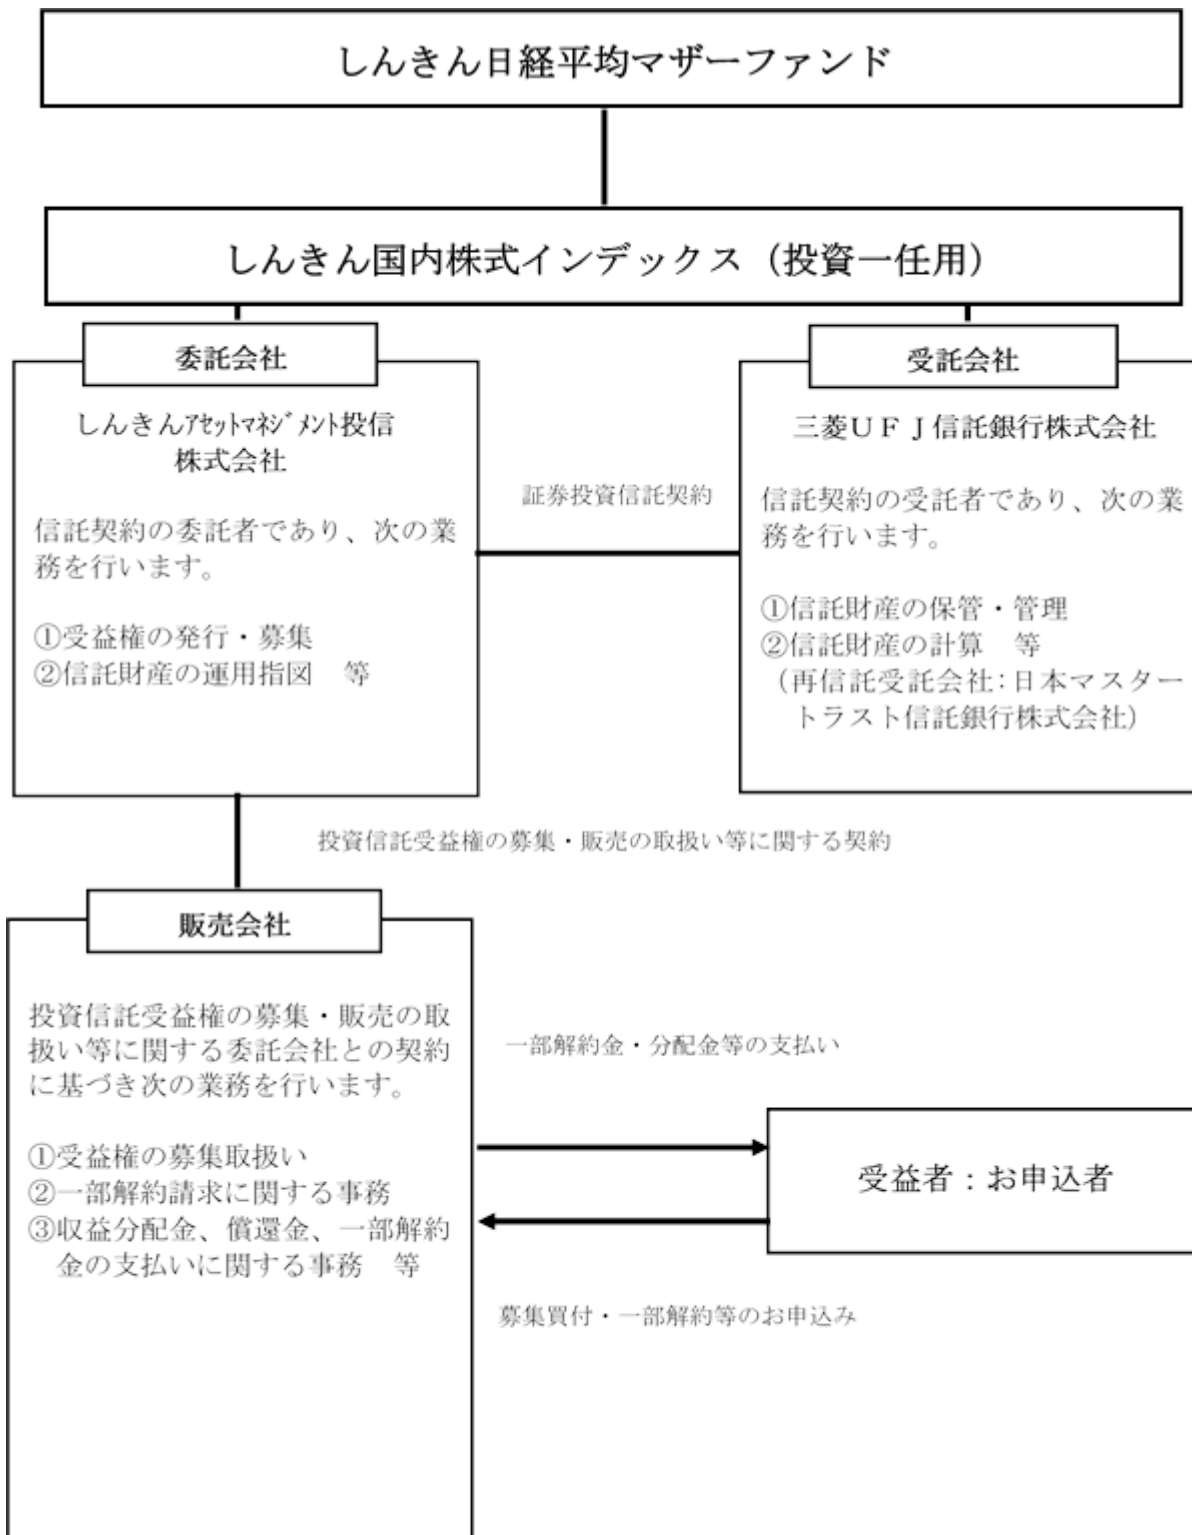 しんきん日経平均マザーファンド
しんきん国内株式インデックス（投資一任用）
委託会社
しんきんｱｾｯﾄﾏﾈｼﾞﾒﾝﾄ投信
株式会社
信託契約の委託者であり、次の業
務を行います。
①受益権の発行・募集
②信託財産の運用指図　等
証券投資信託契約
受託会社
三菱ＵＦＪ信託銀行株式会社
信託契約の受託者であり、次の業
務を行います。
①信託財産の保管・管理
②信託財産の計算　等
（再信託受託会社：日本マスター
トラスト信託銀行株式会社）
投資信託受益権の募集・販売の取扱い等に関する契約
販売会社
投資信託受益権の募集・販売の取
扱い等に関する委託会社との契約
に基づき次の業務を行います。
①受益権の募集取扱い
②一部解約請求に関する事務
③収益分配金、償還金、一部解約
金の支払いに関する事務　等
一部解約金・分配金等の支払い
受益者：お申込者
募集買付・一部解約等のお申込み